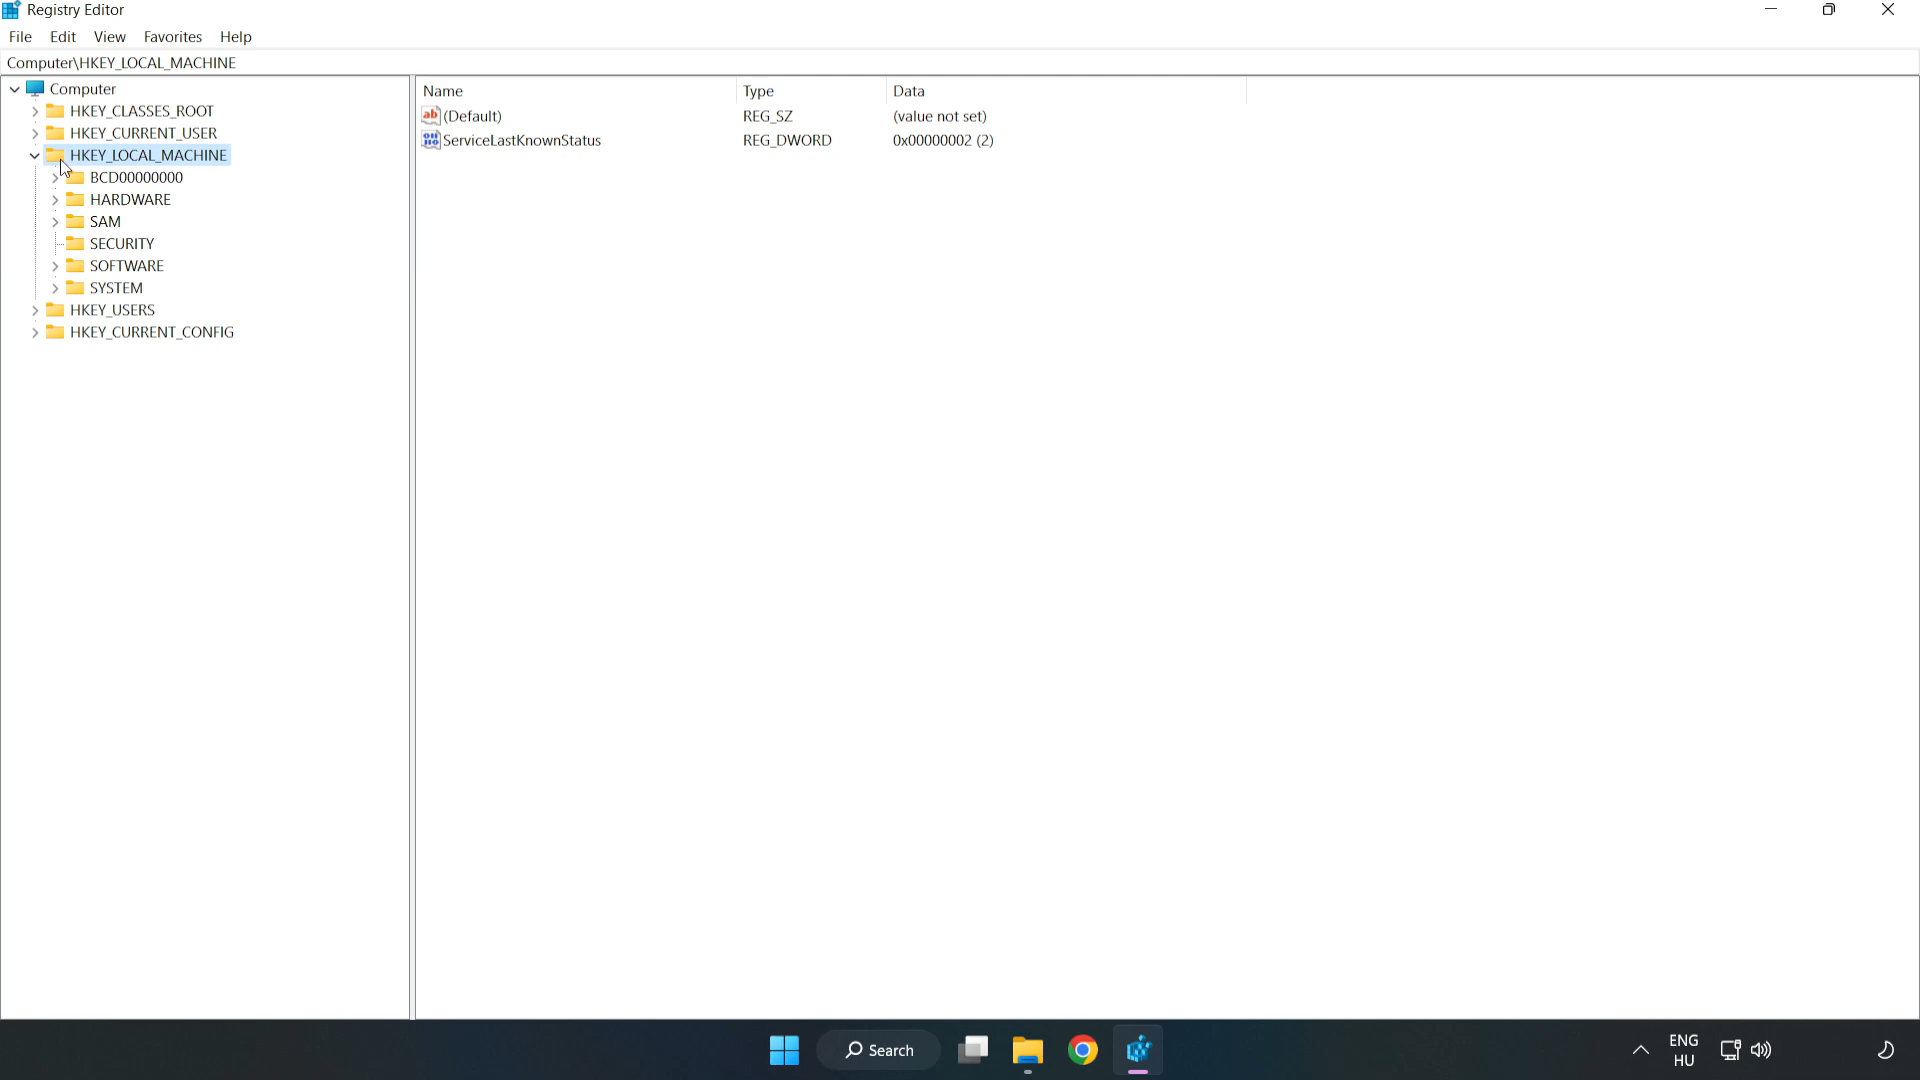 Registry Editor
File Edit View Favorites Help
Computer\HKEY_LOCAL_MACHINE
Computer
HKEY_CLASSES_ROOT
HKEY_CURRENT_USER
HKEY_LOCAL_MACHINE
BCD00000000
HARDWARE
SAM
SECURITY
SOFTWARE
SYSTEM
HKEY_USERS
HKEY_CURRENT_CONFIG
Name Type Data
(Default) REG_SZ (value not set)
ServiceLastKnownStatus REG_DWORD 0x00000002 (2)
Search
ENG
HU